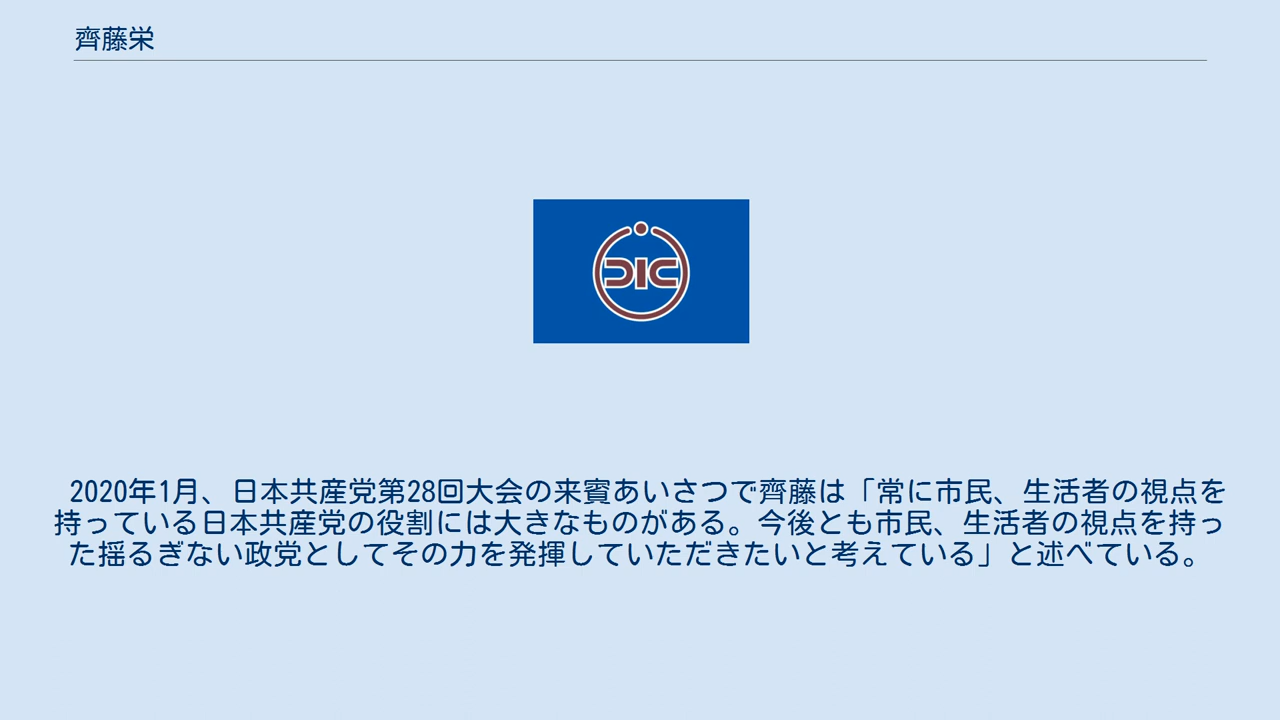 齊藤栄
2020年1月、日本共産党第28回大会の来賓あいさつで齊藤は「常に市民、生活者の視点を
持っている日本共産党の役割には大きなものがある。今後とも市民、生活者の視点を持っ
た揺るぎない政党としてその力を発揮していただきたいと考えている」と述べている。